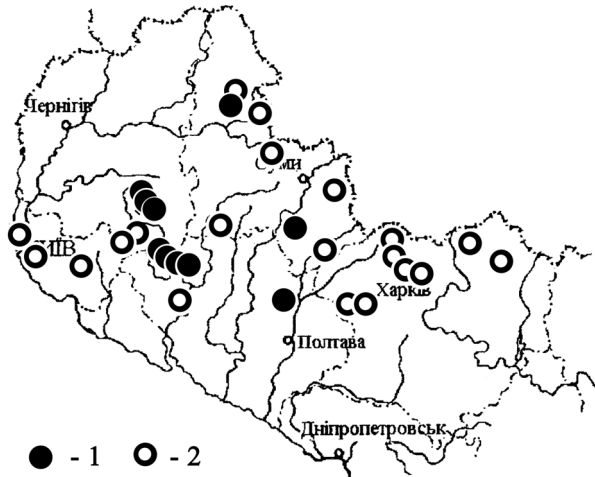 Чернігів
Харків
Полтава
Дніпропетровськ
- 1
- 2